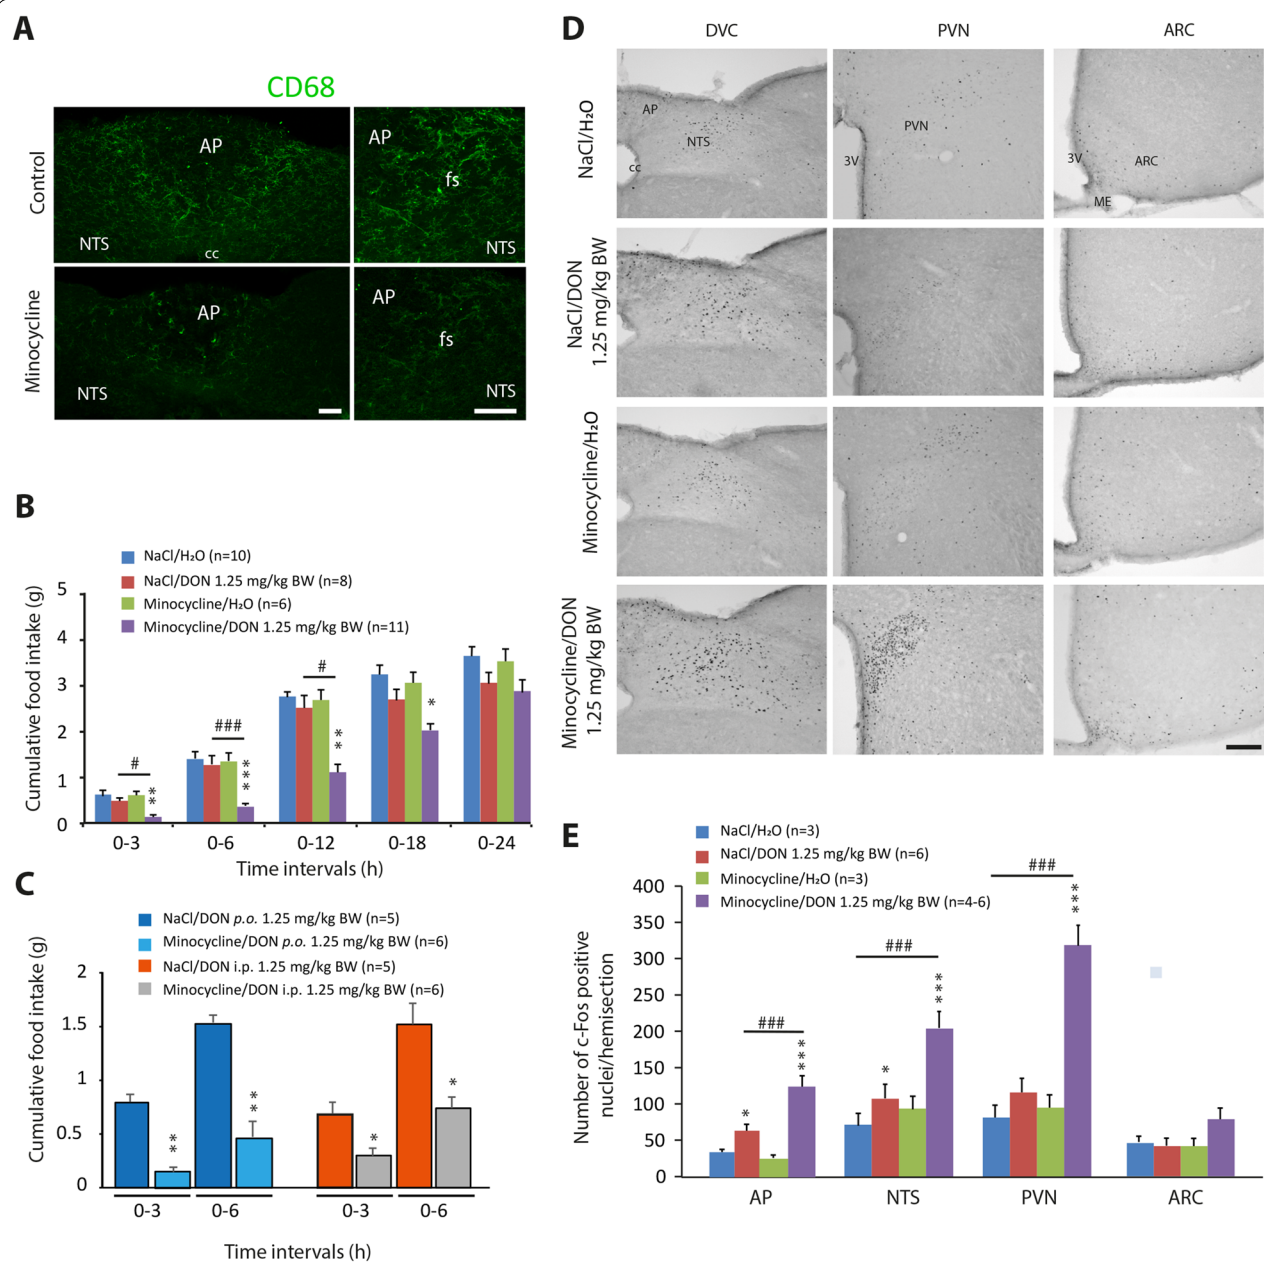 A
CD68
Control
AP
NTS
cc
AP
fs
NTS
Minocycline
AP
NTS
AP
fs
NTS
B
NaCl/H₂O (n=10)
NaCl/DON 1.25 mg/kg BW (n=8)
Minocycline/H₂O (n=6)
Minocycline/DON 1.25 mg/kg BW (n=11)
Cumulative food intake (g)
5
4
3
2
1
0
#
**
###
***
#
**
*
0-3
0-6
0-12
0-18
0-24
Time intervals (h)
C
NaCl/DON p.o. 1.25 mg/kg BW (n=5)
Minocycline/DON p.o. 1.25 mg/kg BW (n=6)
NaCl/DON i.p. 1.25 mg/kg BW (n=5)
Minocycline/DON i.p. 1.25 mg/kg BW (n=6)
Cumulative food intake (g)
2
1.5
1
0.5
0
**
**
*
*
0-3
0-6
0-3
0-6
Time intervals (h)
D
DVC
PVN
ARC
NaCl/H₂O
AP
NTS
cc
PVN
3V
3V
ARC
ME
NaCl/DON
1.25 mg/kg BW
Minocycline/H₂O
Minocycline/DON
1.25 mg/kg BW
E
NaCl/H₂O (n=3)
NaCl/DON 1.25 mg/kg BW (n=6)
Minocycline/H₂O (n=3)
Minocycline/DON 1.25 mg/kg BW (n=4-6)
Number of c-Fos positive
nuclei/hemisection
400
350
300
250
200
150
100
50
0
*
###
***
*
###
***
###
***
AP
NTS
PVN
ARC